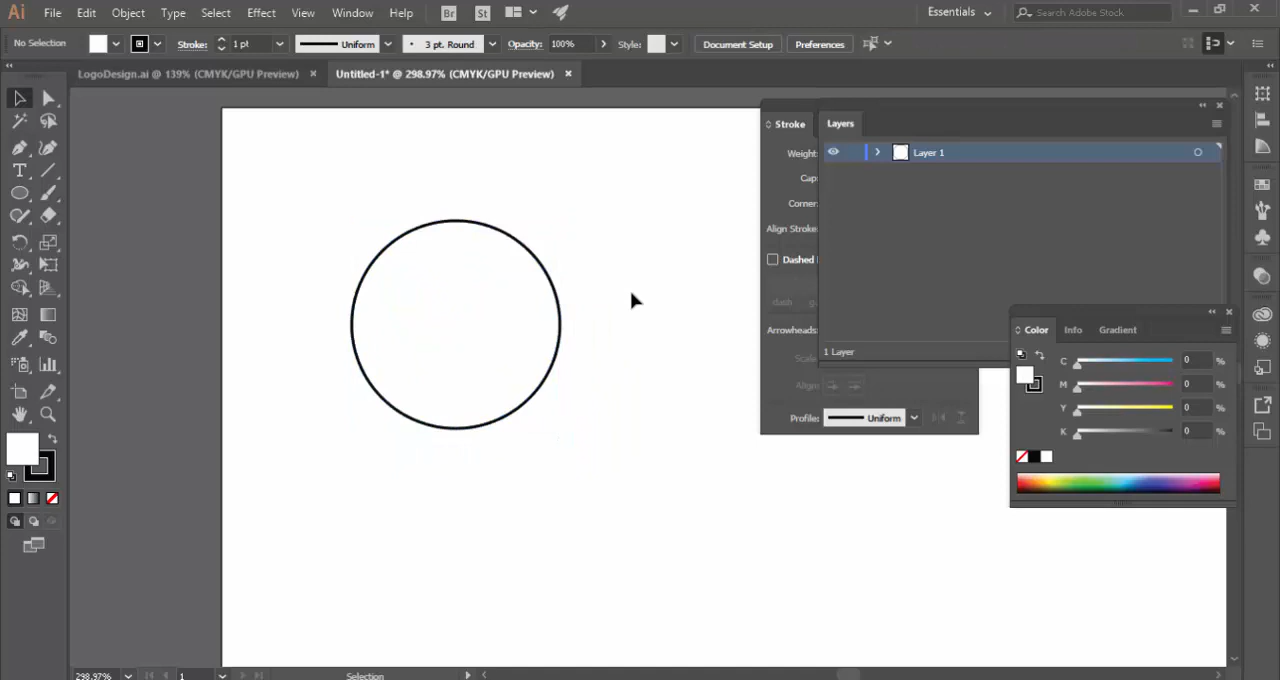 Ai File Edit Object Type Select Effect View Window Help Br St Essentials Search Adobe Stock
No Selection Stroke: 1 pt Uniform 3 pt. Round Opacity: 100% Style: Document Setup Preferences
LogoDesign.ai @ 139% (CMYK/GPU Preview) × Untitled-1* @ 298.97% (CMYK/GPU Preview) ×
Stroke Layers
Weight:
Layer 1
Cap:
Corner:
Align Stroke:
Dashed
dash
Arrowheads:
Color Info Gradient
1 Layer
Scale:
C 0 %
Align:
M 0 %
Y 0 %
Profile: Uniform
K 0 %
298.97% 1 Selection